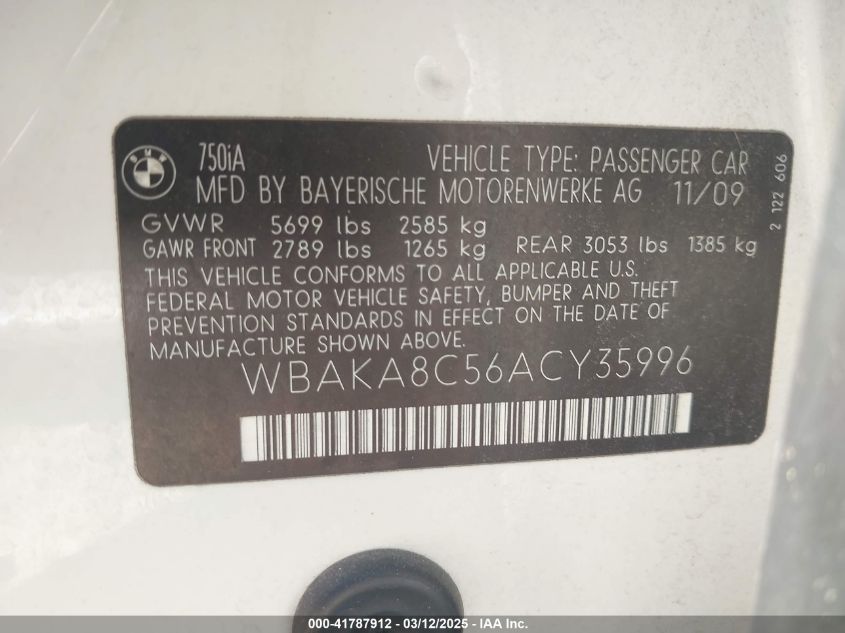 BMW
750iA VEHICLE TYPE: PASSENGER CAR
MFD BY BAYERISCHE MOTORENWERKE AG 11/09
GVWR 5699 lbs 2585 kg
GAWR FRONT 2789 lbs 1265 kg REAR 3053 lbs 1385 kg
THIS VEHICLE CONFORMS TO ALL APPLICABLE U.S.
FEDERAL MOTOR VEHICLE SAFETY, BUMPER AND THEFT
PREVENTION STANDARDS IN EFFECT ON THE DATE OF
MANUFACTURE SHOWN ABOVE.
WBAKA8C56ACY35996
2 122 606
000-41787912 - 03/12/2025 - IAA Inc.